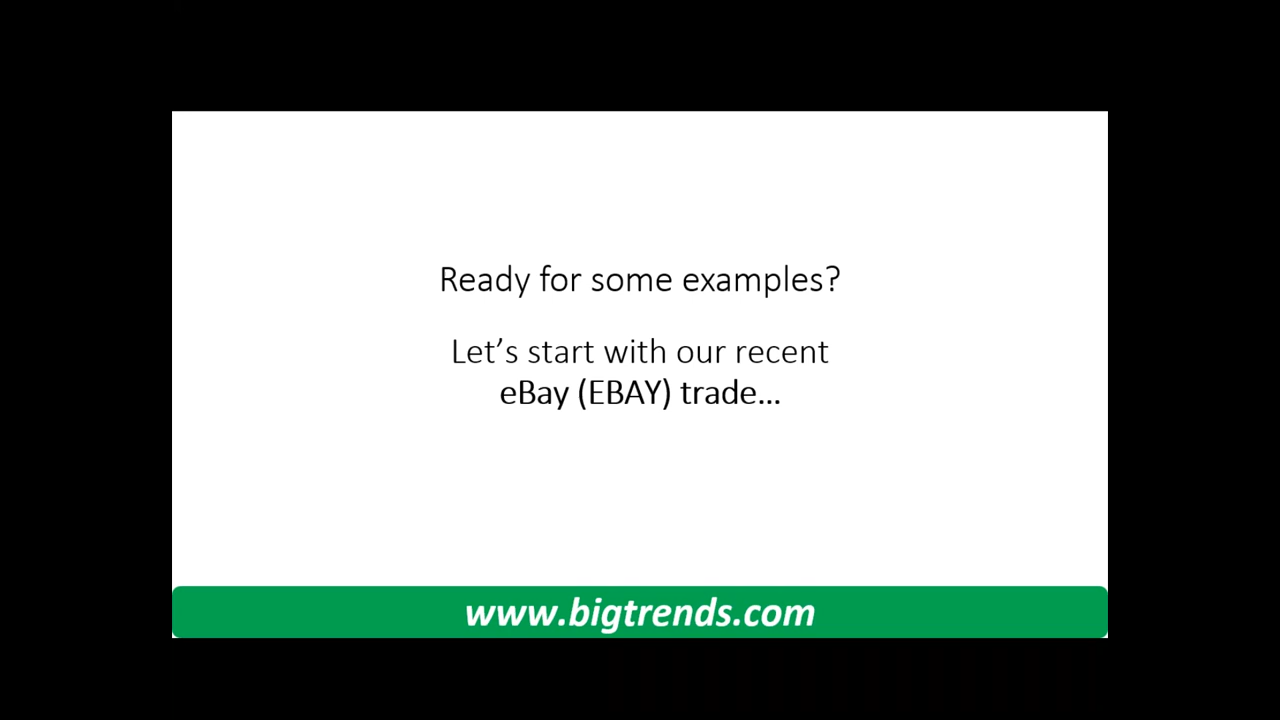 Ready for some examples?
Let’s start with our recent
eBay (EBAY) trade...
www.bigtrends.com